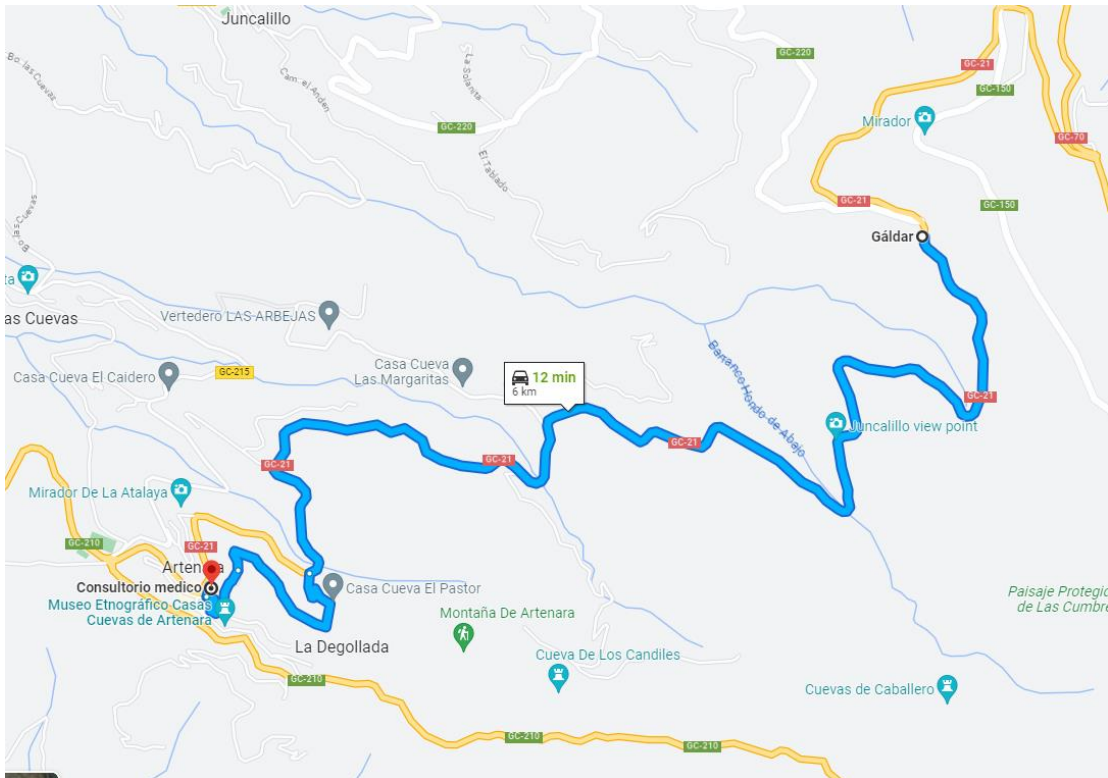 Juncalillo
Bo. las Cuevaz
Cam. el Anden
La Solanita
GC-220
GC-21
GC-150
Mirador
GC-220
GC-70
El Tablado
GC-21
GC-150
Bo. las Cuevas
Gáldar
ta
as Cuevas
Vertedero LAS-ARBEJAS
Casa Cueva
Las Margaritas
GC-215
Casa Cueva El Caidero
12 min
6 km
Barranco Hondo de Abajo
GC-21
Juncalillo view point
GC-21
GC-21
GC-21
Mirador De La Atalaya
GC-210
GC-21
Artenara
Consultorio medico
Casa Cueva El Pastor
Museo Etnográfico Casas
Cuevas de Artenara
Paisaje Protegid
de Las Cumbre
Montaña De Artenara
La Degollada
Cueva De Los Candiles
GC-210
Cuevas de Caballero
GC-210
GC-210